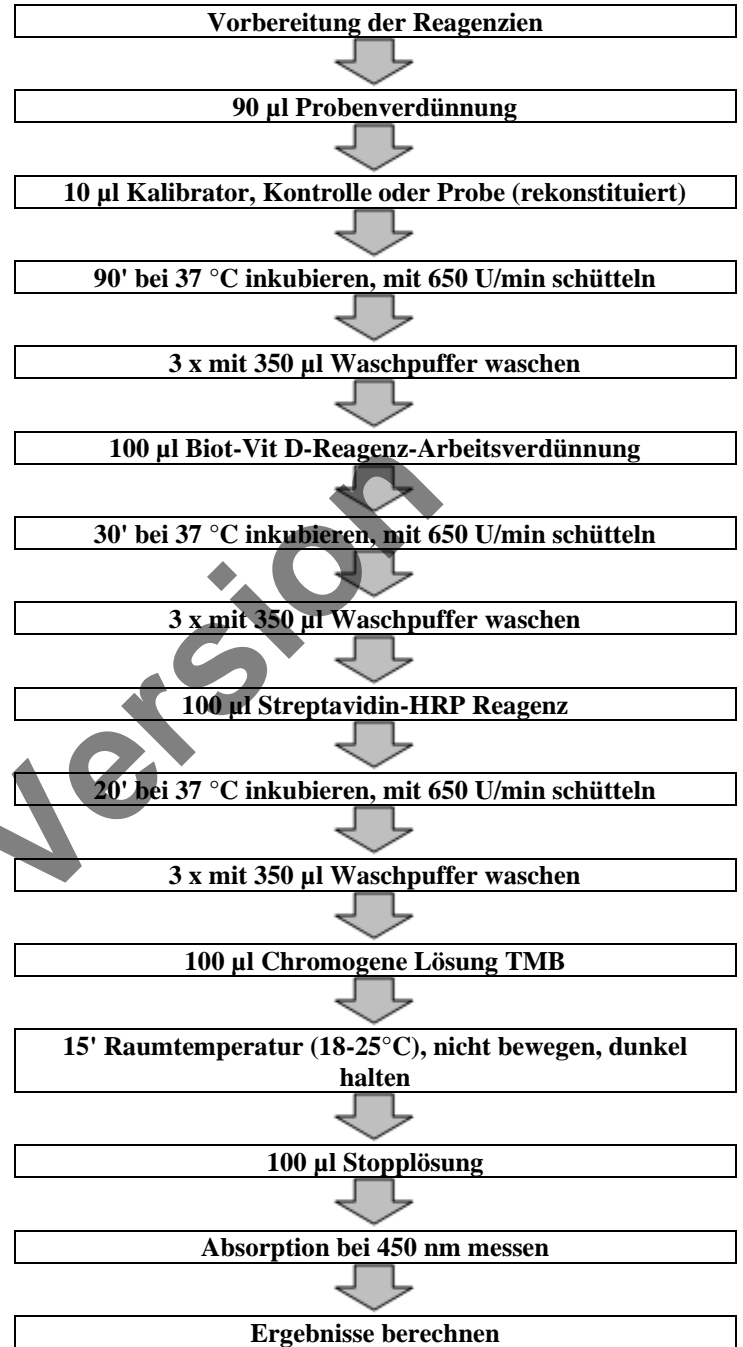 Vorbereitung der Reagenzien
90 µl Probenverdünnung
10 µl Kalibrator, Kontrolle oder Probe (rekonstituiert)
90' bei 37 °C inkubieren, mit 650 U/min schütteln
3 x mit 350 µl Waschpuffer waschen
100 µl Biot-Vit D-Reagenz-Arbeitsverdünnung
30' bei 37 °C inkubieren, mit 650 U/min schütteln
3 x mit 350 µl Waschpuffer waschen
100 µl Streptavidin-HRP Reagenz
20' bei 37 °C inkubieren, mit 650 U/min schütteln
3 x mit 350 µl Waschpuffer waschen
100 µl Chromogene Lösung TMB
15' Raumtemperatur (18-25°C), nicht bewegen, dunkel
halten
100 µl Stopplösung
Absorption bei 450 nm messen
Ergebnisse berechnen
Version